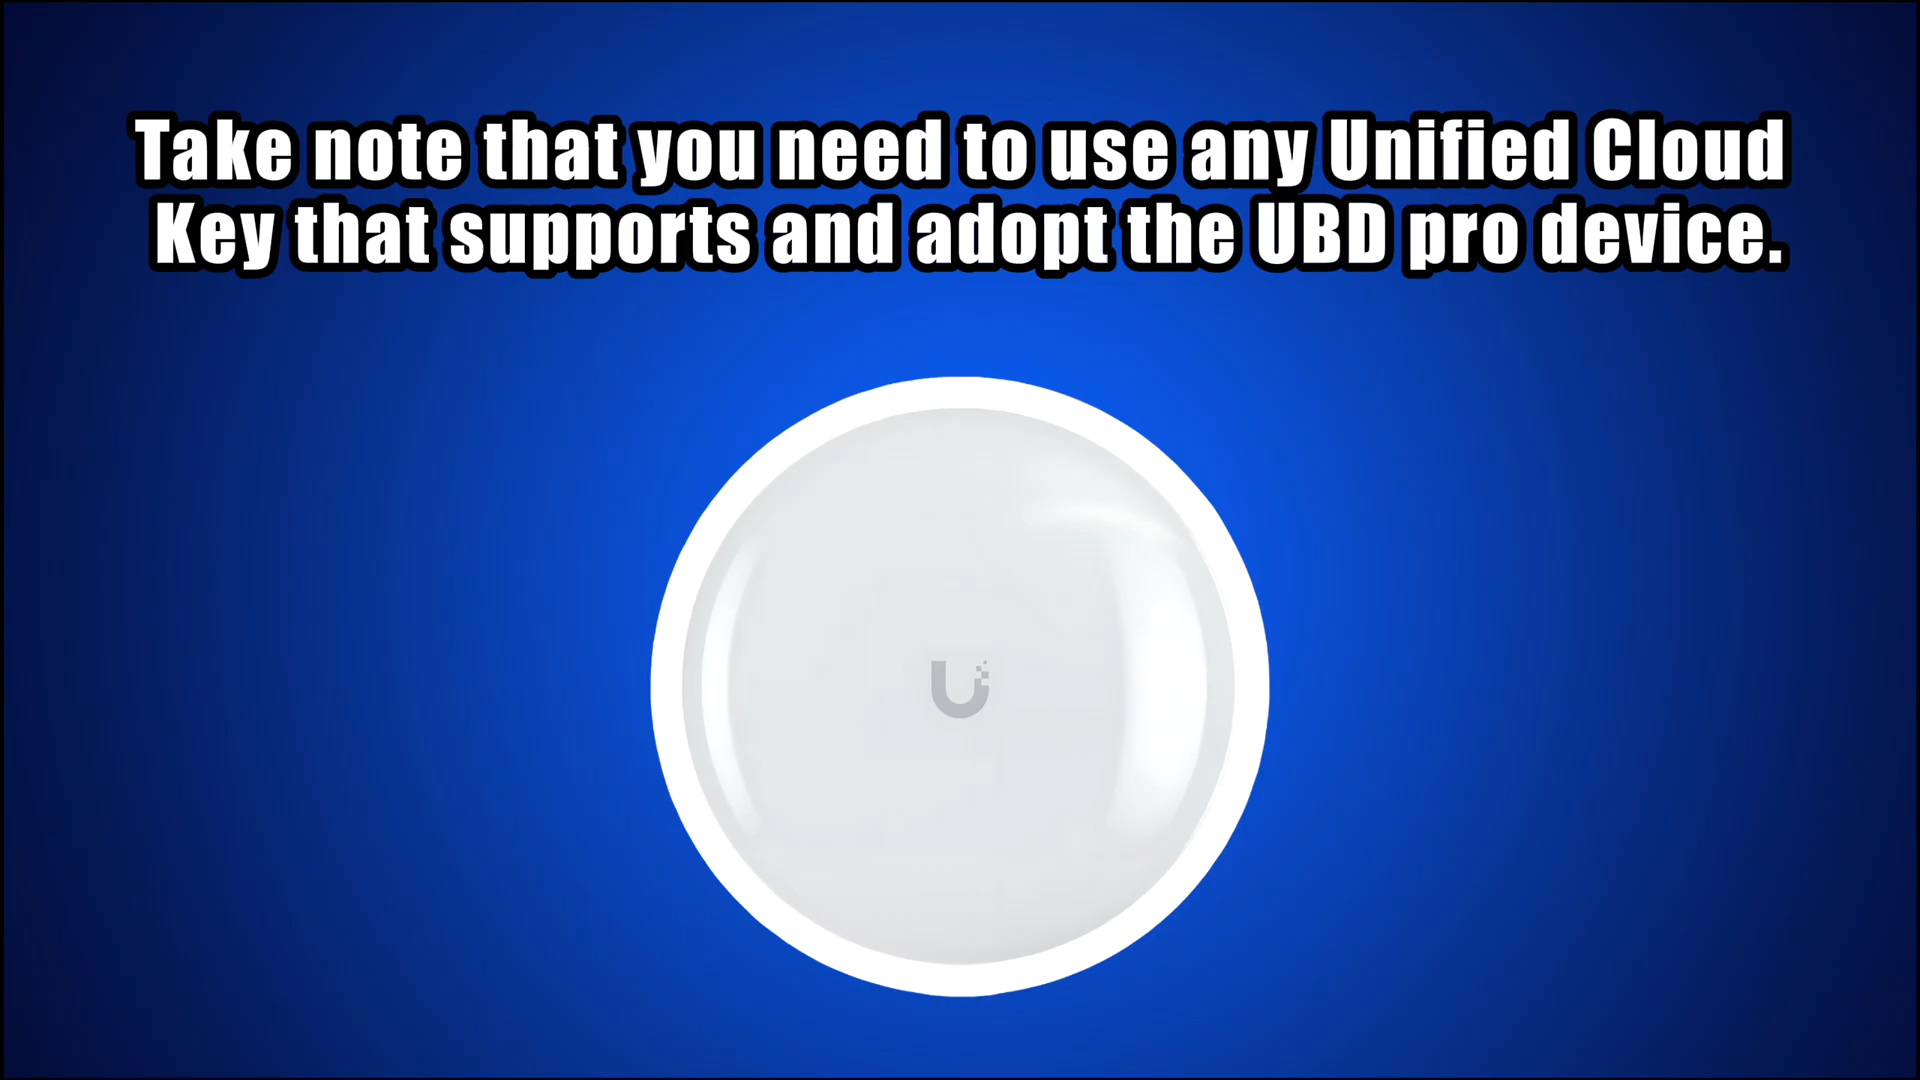 Take note that you need to use any Unified Cloud
Key that supports and adopt the UBD pro device.